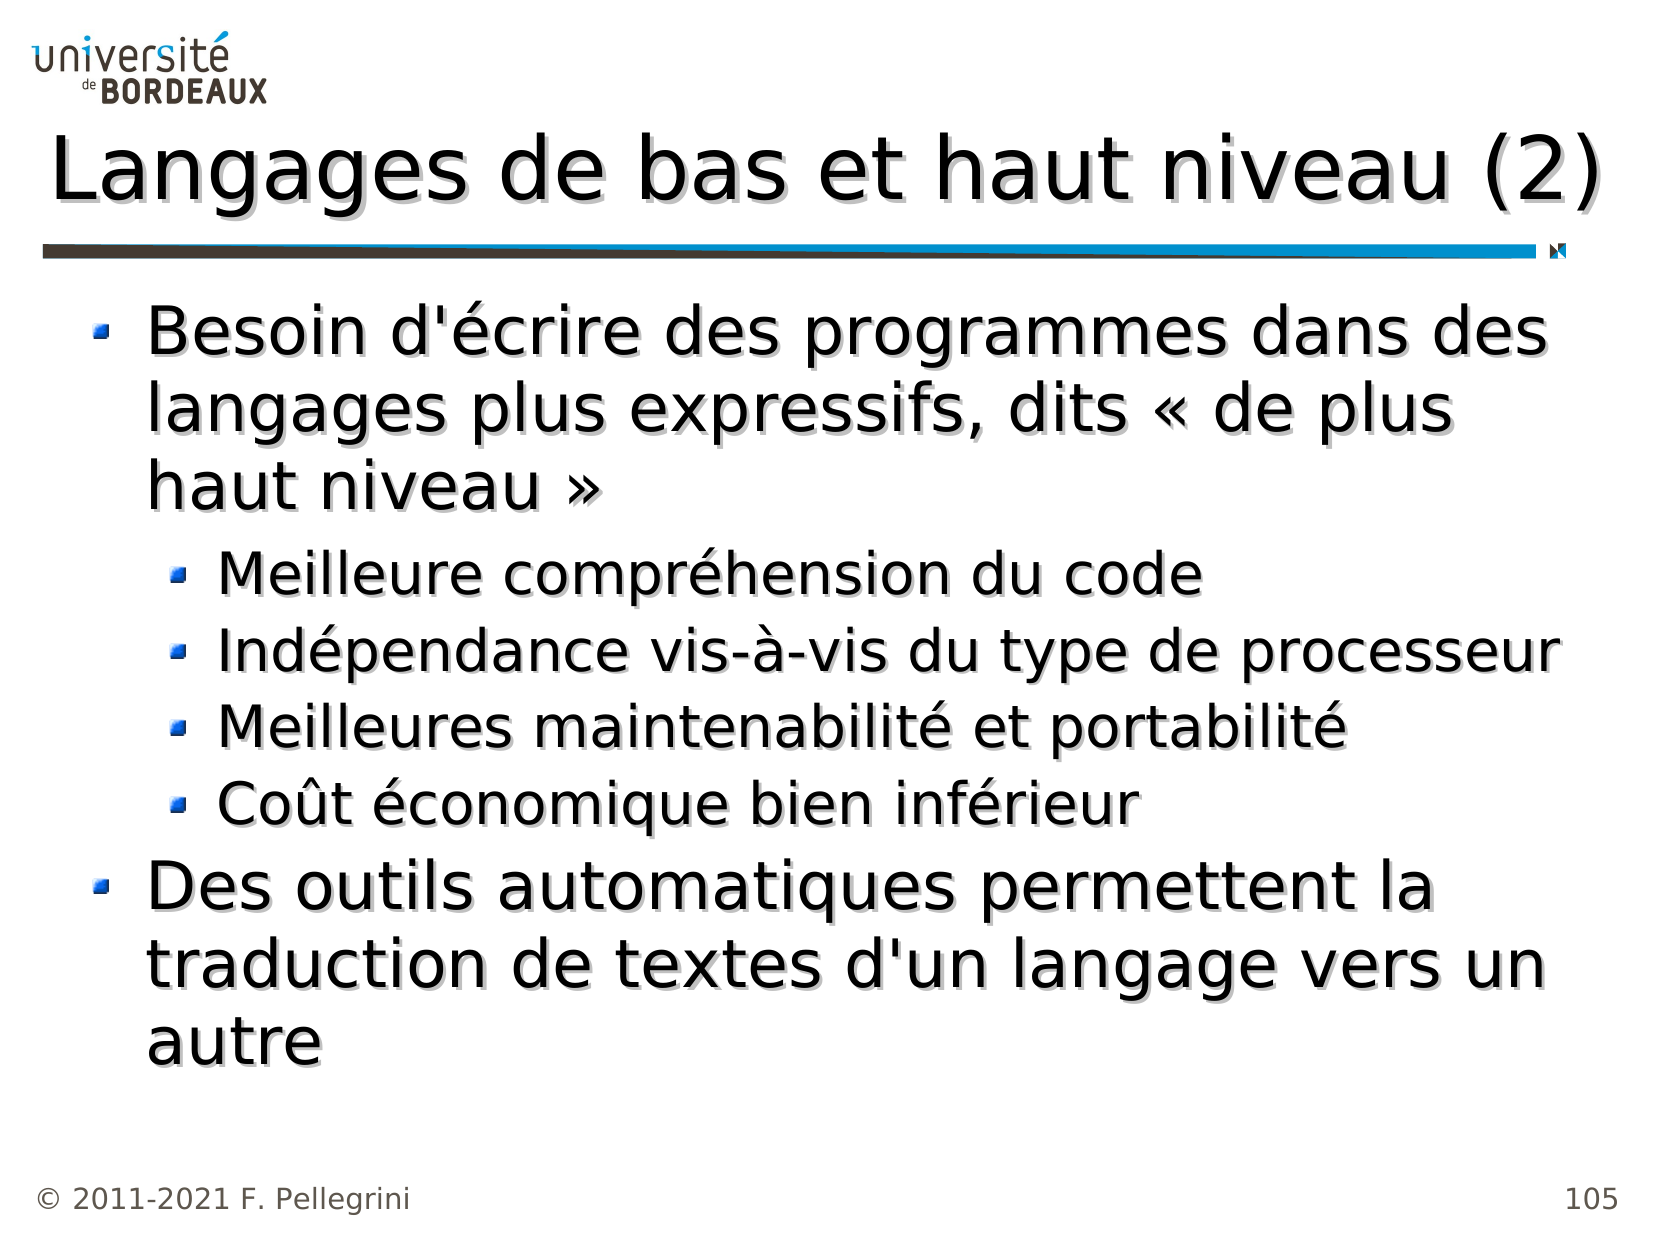 université
de BORDEAUX
Langages de bas et haut niveau (2)
Besoin d'écrire des programmes dans des
langages plus expressifs, dits « de plus
haut niveau »
Meilleure compréhension du code
Indépendance vis-à-vis du type de processeur
Meilleures maintenabilité et portabilité
Coût économique bien inférieur
Des outils automatiques permettent la
traduction de textes d'un langage vers un
autre
© 2011-2021 F. Pellegrini
105